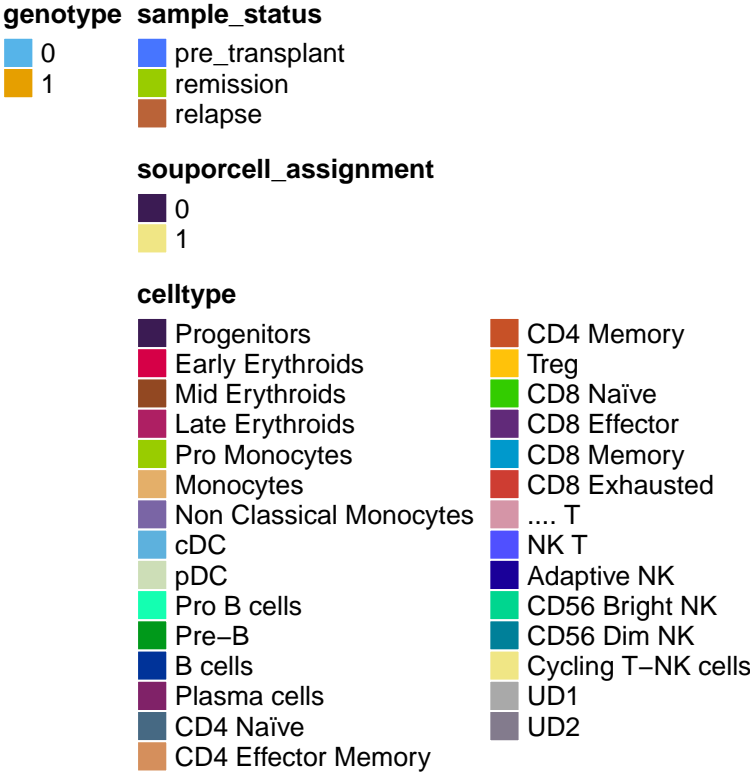 genotype
0
1
sample_status
pre_transplant
remission
relapse
souporcell_assignment
0
1
celltype
Progenitors
Early Erythroids
Mid Erythroids
Late Erythroids
Pro Monocytes
Monocytes
Non Classical Monocytes
cDC
pDC
Pro B cells
Pre−B
B cells
Plasma cells
CD4 Naïve
CD4 Effector Memory
CD4 Memory
Treg
CD8 Naïve
CD8 Effector
CD8 Memory
CD8 Exhausted
.... T
NK T
Adaptive NK
CD56 Bright NK
CD56 Dim NK
Cycling T−NK cells
UD1
UD2